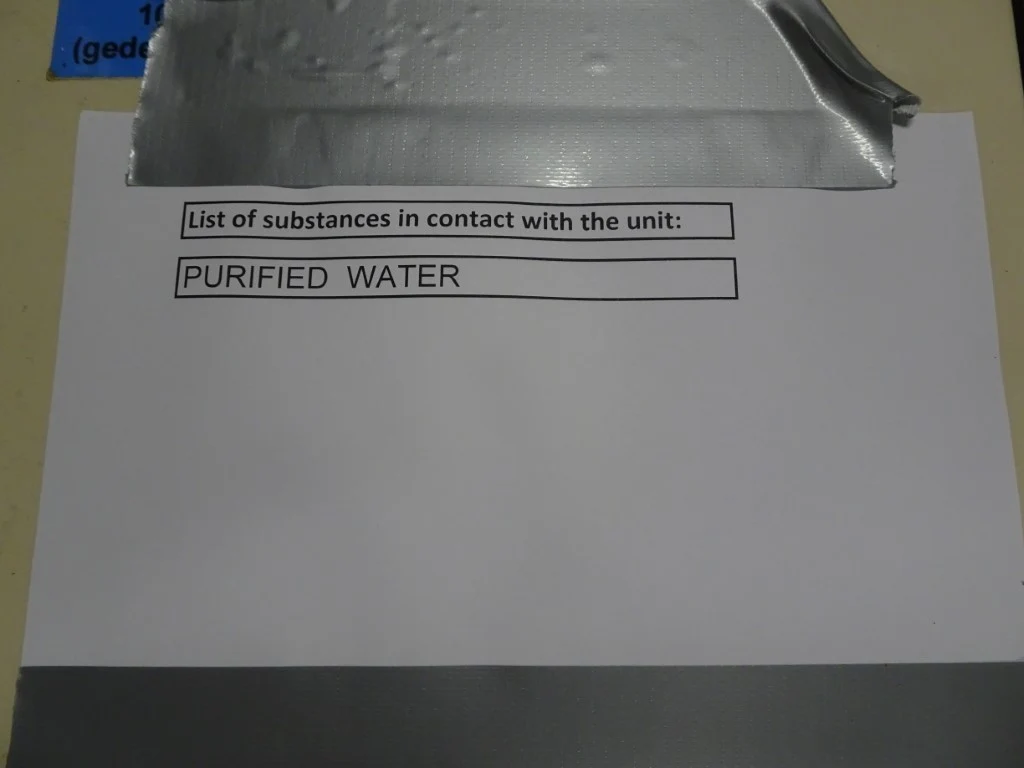 List of substances in contact with the unit:
PURIFIED WATER